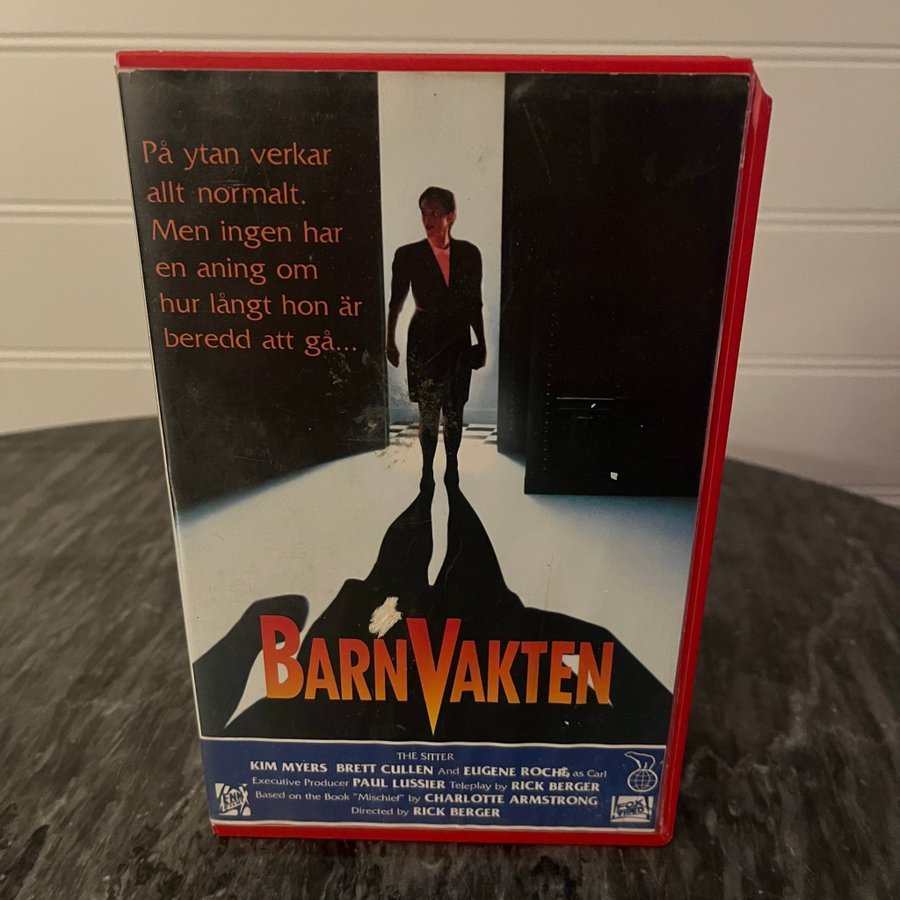 På ytan verkar
allt normalt.
Men ingen har
en aning om
hur långt hon är
beredd att gå...
BARNVAKTEN
THE SITTER
KIM MYERS BRETT CULLEN And EUGENE ROCHE as Carl
Executive Producer PAUL LUSSIER Teleplay by RICK BERGER
Based on the Book "Mischief" by CHARLOTTE ARMSTRONG
Directed by RICK BERGER
FOX
VIDEO